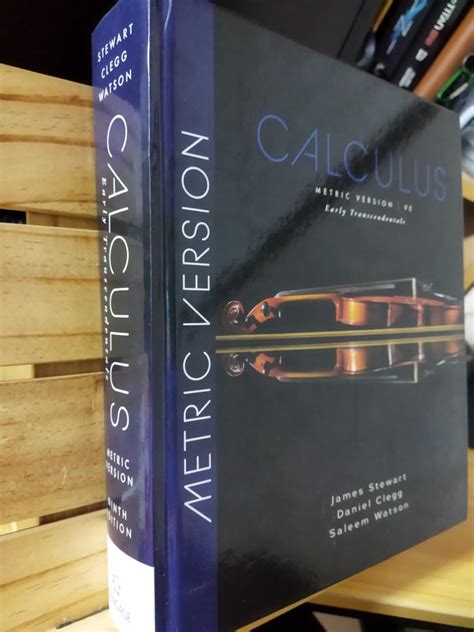 STEWART
CLEGG
WATSON
CALCULUS
Early Transcendentals
METRIC
VERSION
NINTH
EDITION
METRIC VERSION
CALCULUS
METRIC VERSION | 9E
Early Transcendentals
James Stewart
Daniel Clegg
Saleem Watson